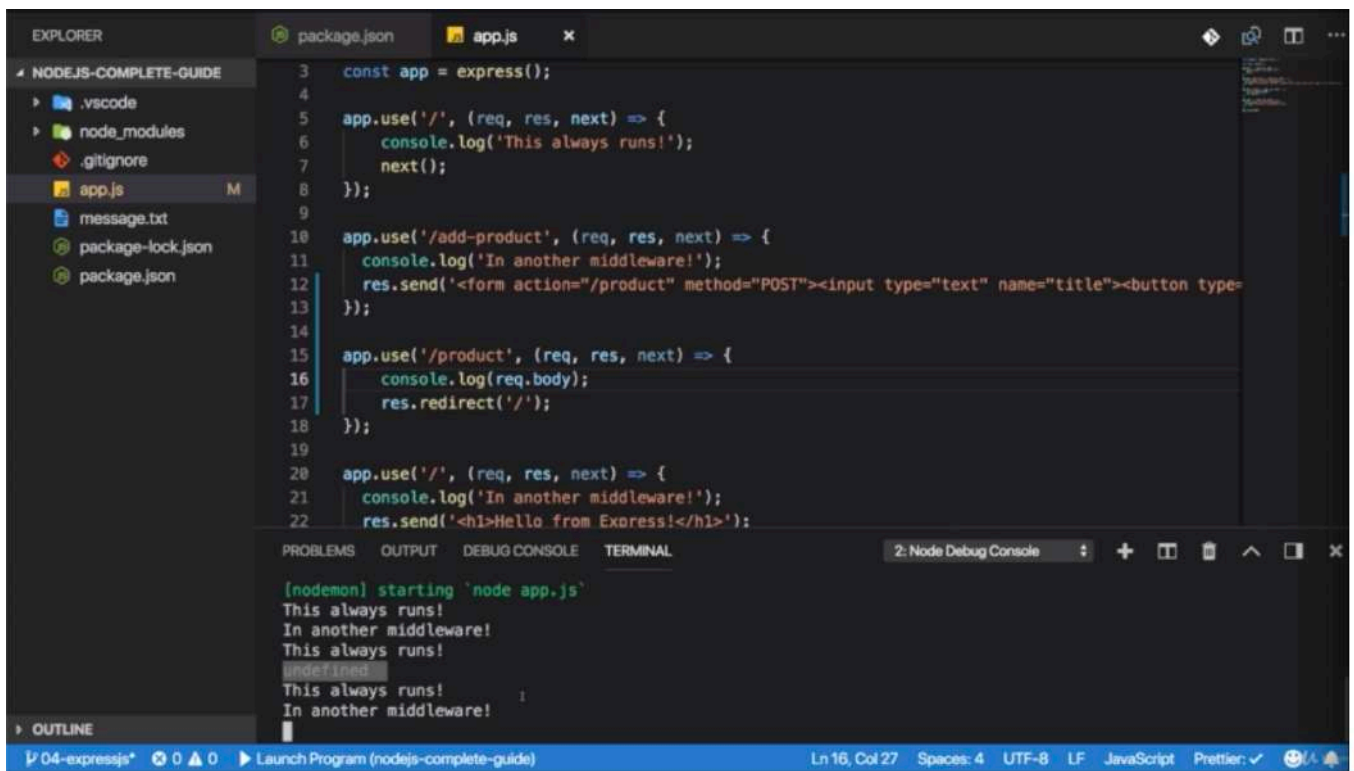 EXPLORER
NODEJS-COMPLETE-GUIDE
.vscode
node_modules
.gitignore
app.js M
message.txt
package-lock.json
package.json
OUTLINE
package.json app.js
3 const app = express();
4
5 app.use('/', (req, res, next) => {
6 console.log('This always runs!');
7 next();
8 });
9
10 app.use('/add-product', (req, res, next) => {
11 console.log('In another middleware!');
12 res.send('<form action="/product" method="POST"><input type="text" name="title"><button type=
13 });
14
15 app.use('/product', (req, res, next) => {
16 console.log(req.body);
17 res.redirect('/');
18 });
19
20 app.use('/', (req, res, next) => {
21 console.log('In another middleware!');
22 res.send('<h1>Hello from Express!</h1>');
PROBLEMS OUTPUT DEBUG CONSOLE TERMINAL 2: Node Debug Console
[nodemon] starting `node app.js`
This always runs!
In another middleware!
This always runs!
undefined
This always runs!
In another middleware!
04-expressjs* 0 0 Launch Program (nodejs-complete-guide) Ln 16, Col 27 Spaces: 4 UTF-8 LF JavaScript Prettier: ✓